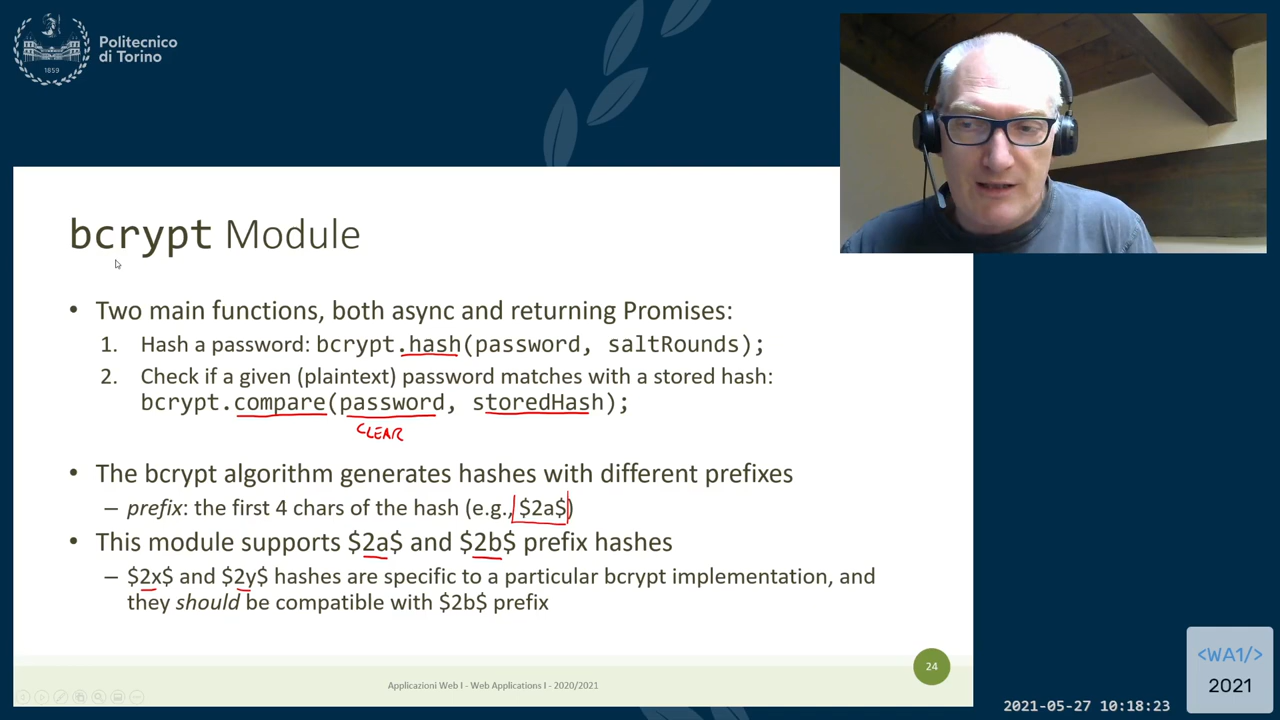 Politecnico
di Torino
1859
bcrypt Module
• Two main functions, both async and returning Promises:
1. Hash a password: bcrypt.hash(password, saltRounds);
2. Check if a given (plaintext) password matches with a stored hash:
bcrypt.compare(password, storedHash);
CLEAR
• The bcrypt algorithm generates hashes with different prefixes
– prefix: the first 4 chars of the hash (e.g., $2a$)
• This module supports $2a$ and $2b$ prefix hashes
– $2x$ and $2y$ hashes are specific to a particular bcrypt implementation, and
they should be compatible with $2b$ prefix
24
Applicazioni Web I - Web Applications I - 2020/2021
<WA1/>
2021
2021-05-27 10:18:23